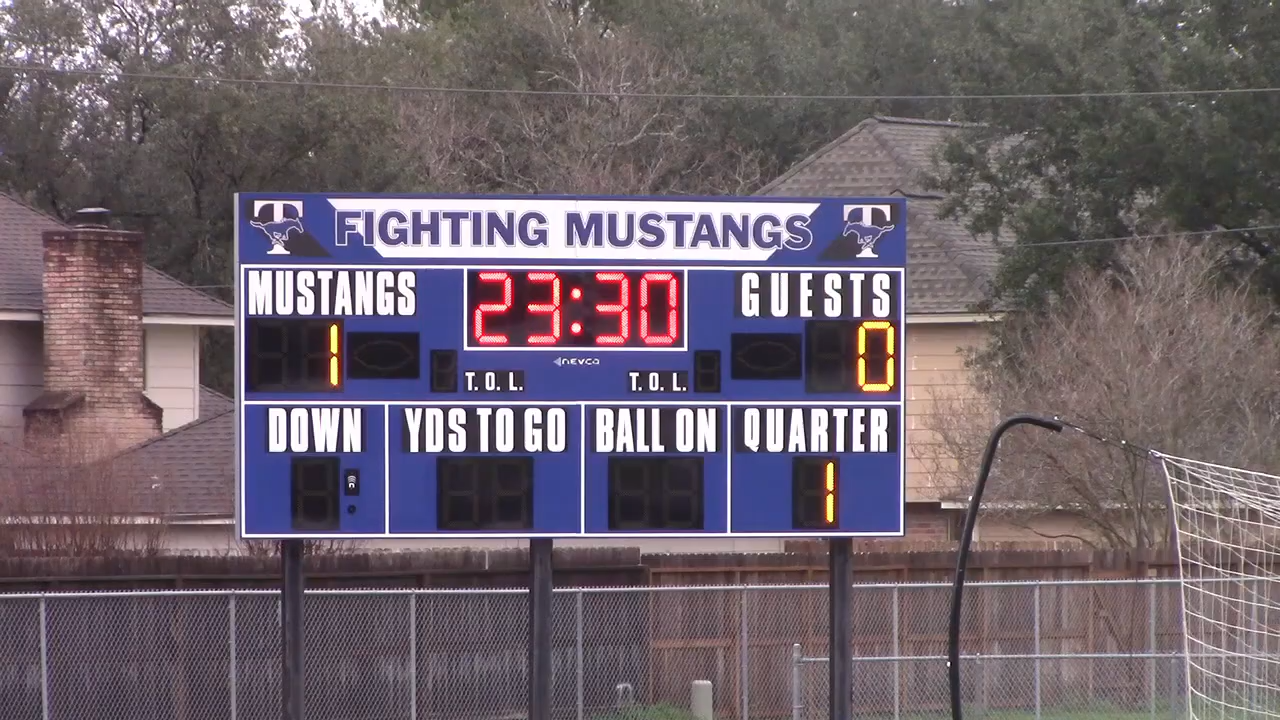 T FIGHTING MUSTANGS T
MUSTANGS 23:30 GUESTS
1 0
NEVCO
T.O.L. T.O.L.
DOWN YDS TO GO BALL ON QUARTER
1